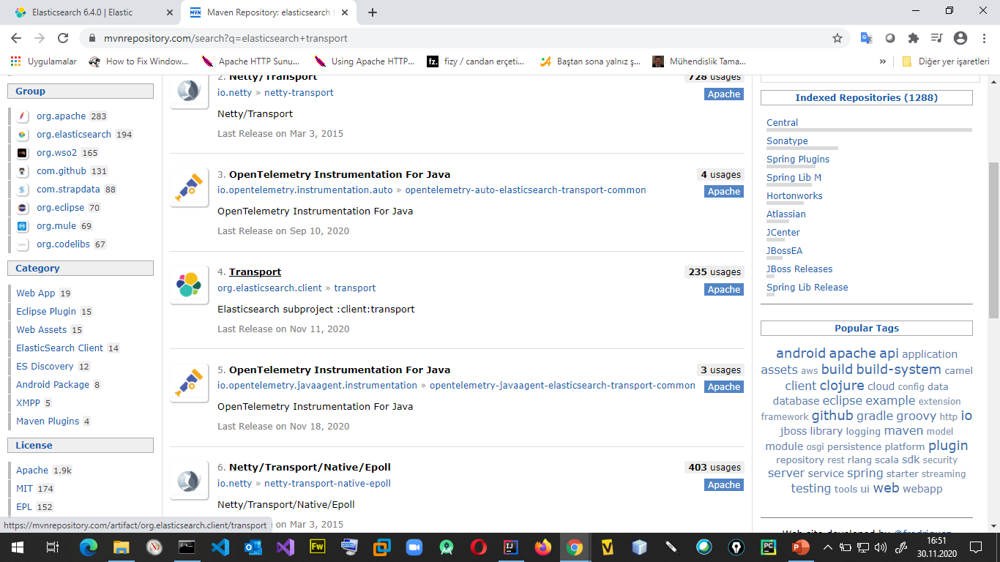 Elasticsearch 6.4.0 | Elastic
Maven Repository: elasticsearch
mvnrepository.com/search?q=elasticsearch+transport
Uygulamalar
How to Fix Window...
Apache HTTP Sunu...
Using Apache HTTP...
fizy / candan erçeti...
Baştan sona yalnız ş...
Mühendislik Tama...
»
Diğer yer işaretleri
Group
org.apache 283
org.elasticsearch 194
org.wso2 165
com.github 131
com.strapdata 88
org.eclipse 70
org.mule 69
org.codelibs 67
Category
Web App 19
Eclipse Plugin 15
Web Assets 15
ElasticSearch Client 14
ES Discovery 12
Android Package 8
XMPP 5
Maven Plugins 4
License
Apache 1.9k
MIT 174
EPL 152
https://mvnrepository.com/artifact/org.elasticsearch.client/transport
2. Netty/Transport
728 usages
io.netty » netty-transport
Apache
Netty/Transport
Last Release on Mar 3, 2015
3. OpenTelemetry Instrumentation For Java
4 usages
io.opentelemetry.instrumentation.auto » opentelemetry-auto-elasticsearch-transport-common
Apache
OpenTelemetry Instrumentation For Java
Last Release on Sep 10, 2020
4. Transport
235 usages
org.elasticsearch.client » transport
Apache
Elasticsearch subproject :client:transport
Last Release on Nov 11, 2020
5. OpenTelemetry Instrumentation For Java
3 usages
io.opentelemetry.javaagent.instrumentation » opentelemetry-javaagent-elasticsearch-transport-common
Apache
OpenTelemetry Instrumentation For Java
Last Release on Nov 18, 2020
6. Netty/Transport/Native/Epoll
403 usages
io.netty » netty-transport-native-epoll
Apache
Netty/Transport/Native/Epoll
on Mar 3, 2015
Indexed Repositories (1288)
Central
Sonatype
Spring Plugins
Spring Lib M
Hortonworks
Atlassian
JCenter
JBossEA
JBoss Releases
Spring Lib Release
Popular Tags
android apache api application
assets aws build build-system camel
client clojure cloud config data
database eclipse example extension
framework github gradle groovy http io
jboss library logging maven model
module osgi persistence platform plugin
repository rest rlang scala sdk security
server service spring starter streaming
testing tools ui web webapp
Web site developed by @frodriguez
16:51
30.11.2020